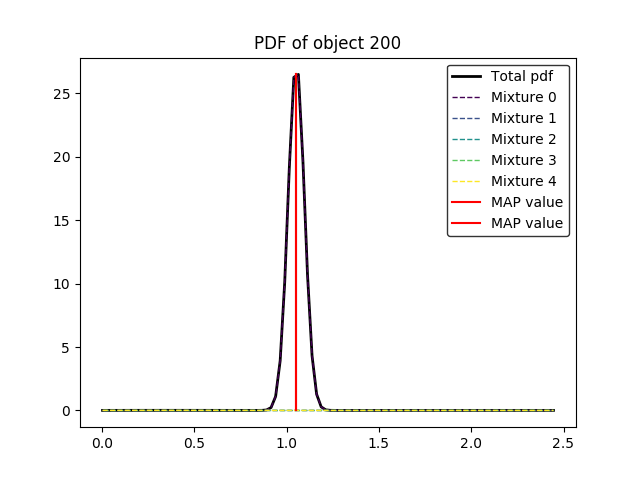 PDF of object 200
Total pdf
Mixture 0
Mixture 1
Mixture 2
Mixture 3
Mixture 4
MAP value
MAP value
25
20
15
10
5
0
0.0 0.5 1.0 1.5 2.0 2.5